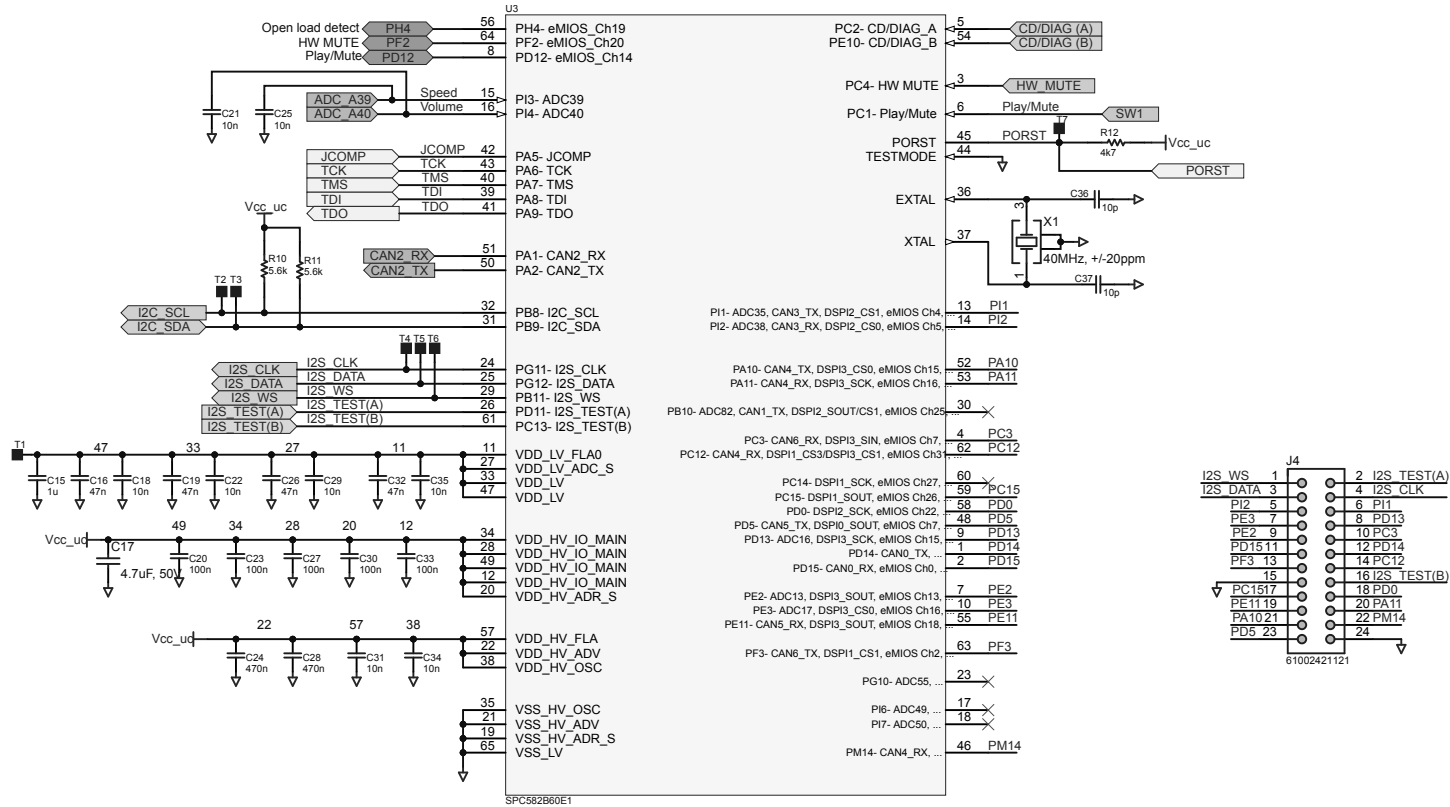 U3
Open load detect PH4 56 PH4- eMIOS_Ch19
HW MUTE PF2 64 PF2- eMIOS_Ch20
Play/Mute PD12 8 PD12- eMIOS_Ch14
C21 10n
C25 10n
ADC_A39 Speed 15 PI3- ADC39
ADC_A40 Volume 16 PI4- ADC40
JCOMP JCOMP 42 PA5- JCOMP
TCK TCK 43 PA6- TCK
TMS TMS 40 PA7- TMS
TDI TDI 39 PA8- TDI
TDO TDO 41 PA9- TDO
Vcc_uc
R10 5.6k
R11 5.6k
CAN2_RX 51 PA1- CAN2_RX
CAN2_TX 50 PA2- CAN2_TX
T2 T3
I2C_SCL 32 PB8- I2C_SCL
I2C_SDA 31 PB9- I2C_SDA
T4 T5 T6
I2S_CLK I2S_CLK 24 PG11- I2S_CLK
I2S_DATA I2S_DATA 25 PG12- I2S_DATA
I2S_WS I2S_WS 29 PB11- I2S_WS
I2S_TEST(A) I2S_TEST(A) 26 PD11- I2S_TEST(A)
I2S_TEST(B) I2S_TEST(B) 61 PC13- I2S_TEST(B)
T1 47 33 27 11 11 VDD_LV_FLA0
27 VDD_LV_ADC_S
33 VDD_LV
47 VDD_LV
C15 1u
C16 47n
C18 10n
C19 47n
C22 10n
C26 47n
C29 10n
C32 47n
C35 10n
Vcc_uc 49 34 28 20 12 34 VDD_HV_IO_MAIN
28 VDD_HV_IO_MAIN
49 VDD_HV_IO_MAIN
12 VDD_HV_IO_MAIN
20 VDD_HV_ADR_S
C17 4.7uF, 50V
C20 100n
C23 100n
C27 100n
C30 100n
C33 100n
Vcc_uc 22 57 38 57 VDD_HV_FLA
22 VDD_HV_ADV
38 VDD_HV_OSC
C24 470n
C28 470n
C31 10n
C34 10n
35 VSS_HV_OSC
21 VSS_HV_ADV
19 VSS_HV_ADR_S
65 VSS_LV
SPC582B60E1
PC2- CD/DIAG_A 5 CD/DIAG (A)
PE10- CD/DIAG_B 54 CD/DIAG (B)
PC4- HW MUTE 3 HW_MUTE
PC1- Play/Mute 6 Play/Mute SW1
T7
PORST 45 PORST R12 4k7 Vcc_uc
TESTMODE 44
PORST
EXTAL 36 C36 10p
3 X1
XTAL 37 40MHz, +/-20ppm
1 C37 10p
PI1- ADC35, CAN3_TX, DSPI2_CS1, eMIOS Ch4, ... 13 PI1
PI2- ADC38, CAN3_RX, DSPI2_CS0, eMIOS Ch5, ... 14 PI2
PA10- CAN4_TX, DSPI3_CS0, eMIOS Ch15, ... 52 PA10
PA11- CAN4_RX, DSPI3_SCK, eMIOS Ch16, ... 53 PA11
PB10- ADC82, CAN1_TX, DSPI2_SOUT/CS1, eMIOS Ch25, ... 30
PC3- CAN6_RX, DSPI3_SIN, eMIOS Ch7, ... 4 PC3
PC12- CAN4_RX, DSPI1_CS3/DSPI3_CS1, eMIOS Ch31, ... 62 PC12
PC14- DSPI1_SCK, eMIOS Ch27, ... 60
PC15- DSPI1_SOUT, eMIOS Ch26, ... 59 PC15
PD0- DSPI2_SCK, eMIOS Ch22, ... 58 PD0
PD5- CAN5_TX, DSPI0_SOUT, eMIOS Ch7, ... 48 PD5
PD13- ADC16, DSPI3_SCK, eMIOS Ch15, ... 9 PD13
PD14- CAN0_TX, ... 1 PD14
PD15- CAN0_RX, eMIOS Ch0, ... 2 PD15
PE2- ADC13, DSPI3_SOUT, eMIOS Ch13, ... 7 PE2
PE3- ADC17, DSPI3_CS0, eMIOS Ch16, ... 10 PE3
PE11- CAN5_RX, DSPI3_SOUT, eMIOS Ch18, ... 55 PE11
PF3- CAN6_TX, DSPI1_CS1, eMIOS Ch2, ... 63 PF3
PG10- ADC55, ... 23
PI6- ADC49, ... 17
PI7- ADC50, ... 18
PM14- CAN4_RX, ... 46 PM14
J4
I2S_WS 1 2 I2S_TEST(A)
I2S_DATA 3 4 I2S_CLK
PI2 5 6 PI1
PE3 7 8 PD13
PE2 9 10 PC3
PD15 11 12 PD14
PF3 13 14 PC12
15 16 I2S_TEST(B)
PC15 17 18 PD0
PE11 19 20 PA11
PA10 21 22 PM14
PD5 23 24
61002421121